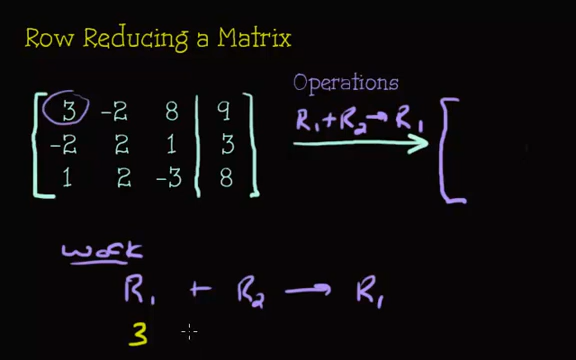 Row Reducing a Matrix
Operations
3 -2 8 9
-2 2 1 3
1 2 -3 8
R₁ + R₂ → R₁
Work
R₁ + R₂ → R₁
3